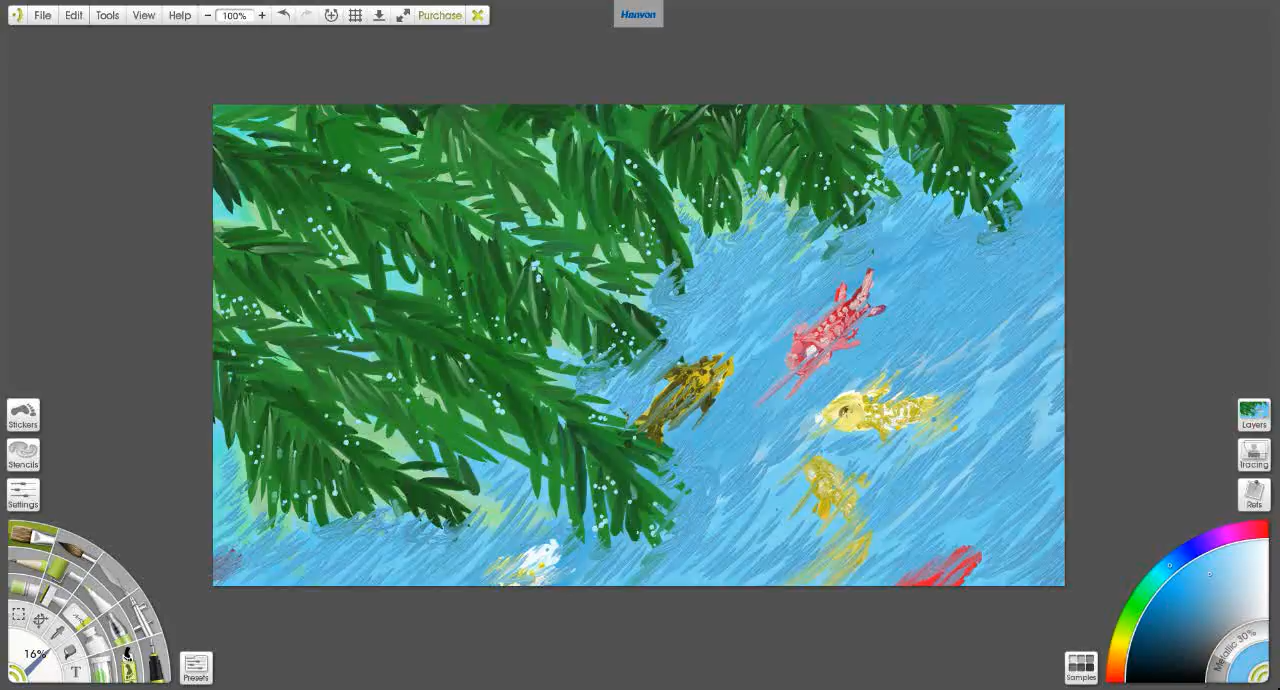 File Edit Tools View Help − 100% + Purchase
Hanvon
Stickers
Stencils
Settings
16%
T
Presets
Layers
Tracing
Refs
Metallic 30%
Samples